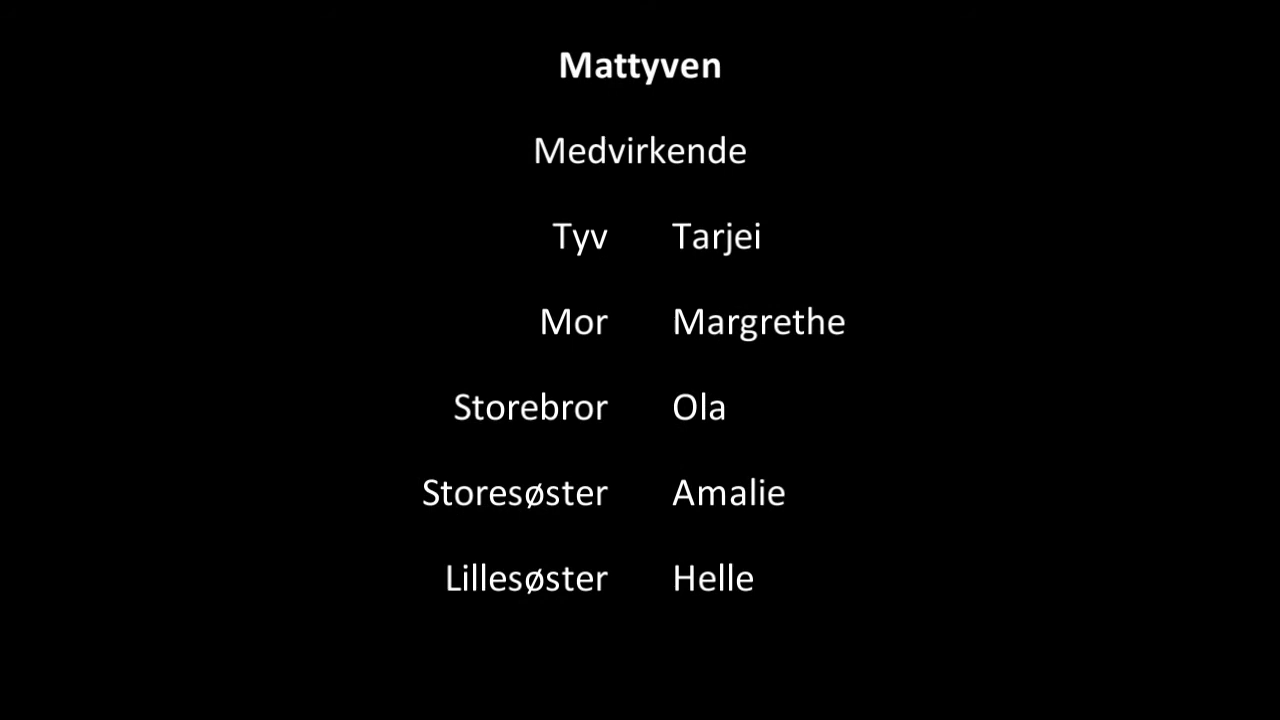 Mattyven
Medvirkende
Tyv Tarjei
Mor Margrethe
Storebror Ola
Storesøster Amalie
Lillesøster Helle